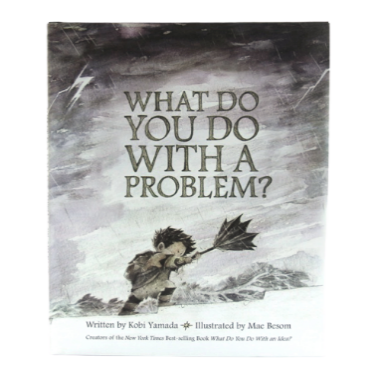 WHAT DO
YOU DO
WITH A
PROBLEM?
Written by Kobi Yamada Illustrated by Mae Besom
Creators of the New York Times Best-selling Book What Do You Do With an Idea?